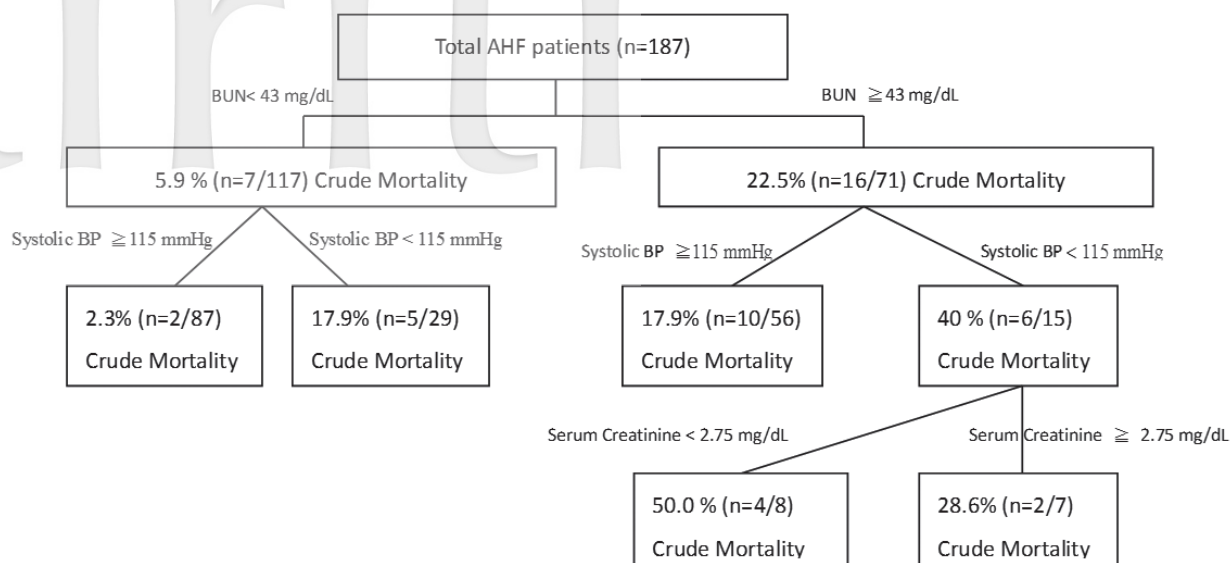 Total AHF patients (n=187)
BUN< 43 mg/dL
BUN ≧43 mg/dL
5.9 % (n=7/117) Crude Mortality
22.5% (n=16/71) Crude Mortality
Systolic BP ≧115 mmHg
Systolic BP < 115 mmHg
Systolic BP ≧115 mmHg
Systolic BP < 115 mmHg
2.3% (n=2/87)
Crude Mortality
17.9% (n=5/29)
Crude Mortality
17.9% (n=10/56)
Crude Mortality
40 % (n=6/15)
Crude Mortality
Serum Creatinine < 2.75 mg/dL
Serum Creatinine ≧ 2.75 mg/dL
50.0 % (n=4/8)
Crude Mortality
28.6% (n=2/7)
Crude Mortality